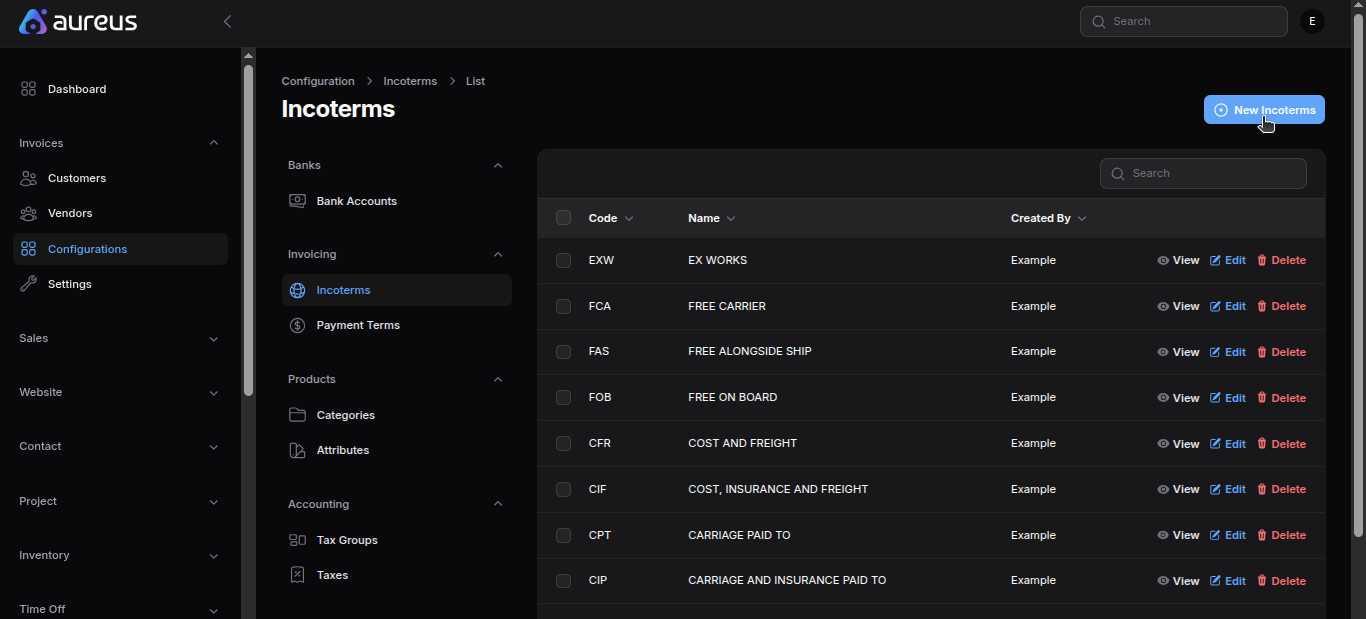 aureus
Search
E
Dashboard
Invoices
Customers
Vendors
Configurations
Settings
Sales
Website
Contact
Project
Inventory
Time Off
Configuration > Incoterms > List
Incoterms
New Incoterms
Banks
Bank Accounts
Invoicing
Incoterms
Payment Terms
Products
Categories
Attributes
Accounting
Tax Groups
Taxes
Search
Code Name Created By
EXW EX WORKS Example View Edit Delete
FCA FREE CARRIER Example View Edit Delete
FAS FREE ALONGSIDE SHIP Example View Edit Delete
FOB FREE ON BOARD Example View Edit Delete
CFR COST AND FREIGHT Example View Edit Delete
CIF COST, INSURANCE AND FREIGHT Example View Edit Delete
CPT CARRIAGE PAID TO Example View Edit Delete
CIP CARRIAGE AND INSURANCE PAID TO Example View Edit Delete